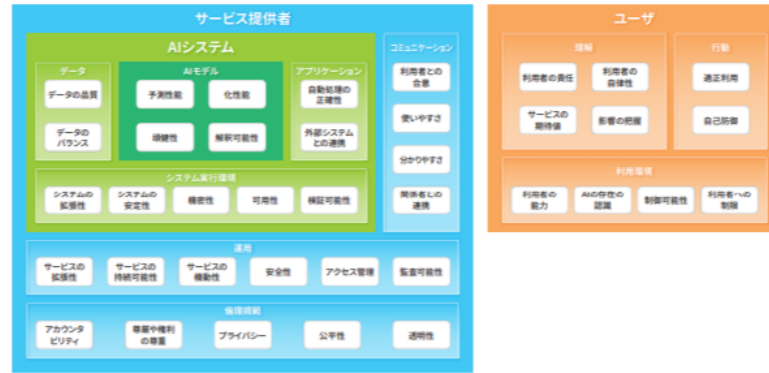 サービス提供者
ユーザ
AIシステム
コミュニケーション
理解
行動
データ
AIモデル
アプリケーション
データの品質
予測性能
化性能
自動処理の
正確性
利用者との
合意
利用者の責任
利用者の
自律性
適正利用
データの
バランス
頑健性
解釈可能性
外部システム
との連携
使いやすさ
サービスの
期待値
影響の把握
自己防御
分かりやすさ
システム実行環境
利用環境
システムの
拡張性
システムの
安定性
機密性
可用性
検証可能性
関係者との
連携
利用者の
能力
AIの存在の
認識
制御可能性
利用者への
制限
運用
サービスの
拡張性
サービスの
持続可能性
サービスの
機動性
安全性
アクセス管理
監査可能性
倫理規範
アカウンタ
ビリティ
尊厳や権利
の尊重
プライバシー
公平性
透明性